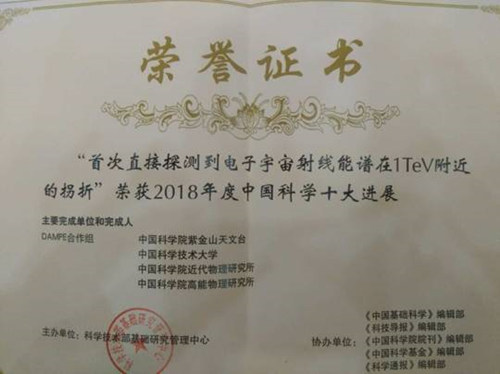 荣誉证书
“首次直接探测到电子宇宙射线能谱在1TeV附近
的拐折”荣获2018年度中国科学十大进展
主要完成单位和完成人
DAMPE合作组
中国科学院紫金山天文台
中国科学技术大学
中国科学院近代物理研究所
中国科学院高能物理研究所
主办单位：科学技术部基础研究管理中心
协办单位：
《中国基础科学》编辑部
《科技导报》编辑部
《中国科学院院刊》编辑部
《中国科学基金》编辑部
《科学通报》编辑部